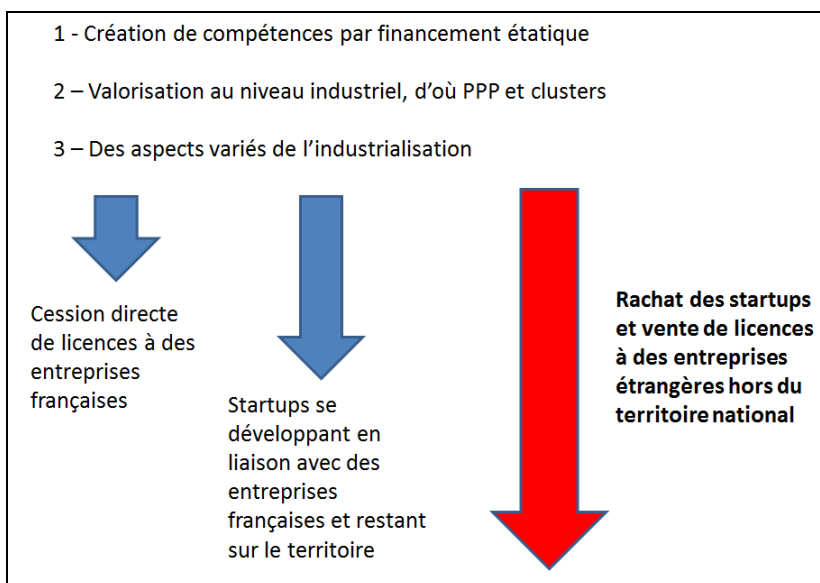 1 - Création de compétences par financement étatique
2 – Valorisation au niveau industriel, d'où PPP et clusters
3 – Des aspects variés de l'industrialisation
Cession directe
de licences à des
entreprises
françaises
Startups se
développant en
liaison avec des
entreprises
françaises et restant
sur le territoire
Rachat des startups
et vente de licences
à des entreprises
étrangères hors du
territoire national